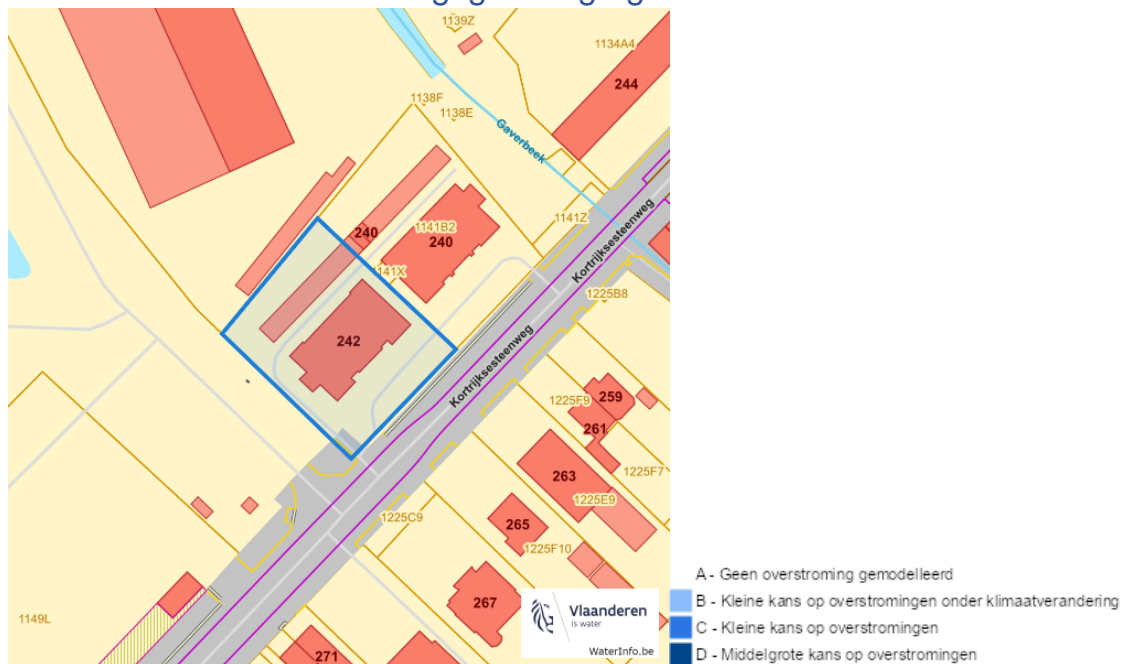 1139Z
1134A4
244
1138F
1138E
Gaverbeek
1141Z
240
1141B2
240
1141X
Kortrijksesteenweg
1225B8
242
Kortrijksesteenweg
259
1225F9
261
1225F7
263
1225E9
265
1225C9
1225F10
267
1149L
271
Vlaanderen
is water
WaterInfo.be
A - Geen overstroming gemodelleerd
B - Kleine kans op overstromingen onder klimaatverandering
C - Kleine kans op overstromingen
D - Middelgrote kans op overstromingen